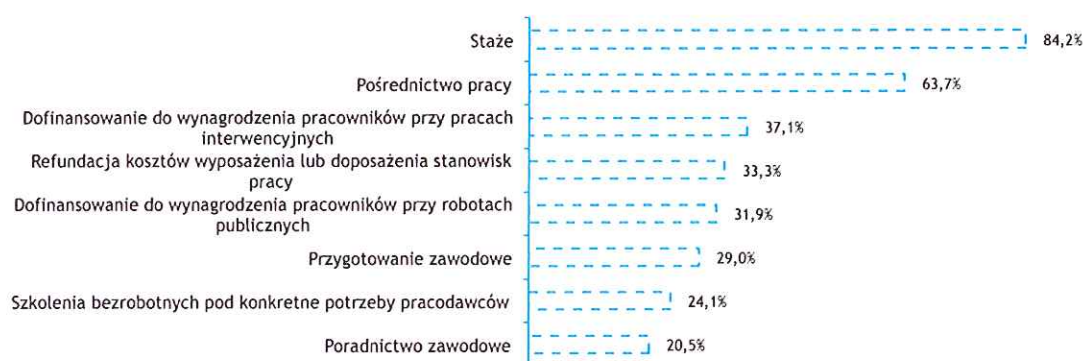 Staże
84,2%
Pośrednictwo pracy
63,7%
Dofinansowanie do wynagrodzenia pracowników przy pracach
interwencyjnych
37,1%
Refundacja kosztów wyposażenia lub doposażenia stanowisk
pracy
33,3%
Dofinansowanie do wynagrodzenia pracowników przy robotach
publicznych
31,9%
Przygotowanie zawodowe
29,0%
Szkolenia bezrobotnych pod konkretne potrzeby pracodawców
24,1%
Poradnictwo zawodowe
20,5%